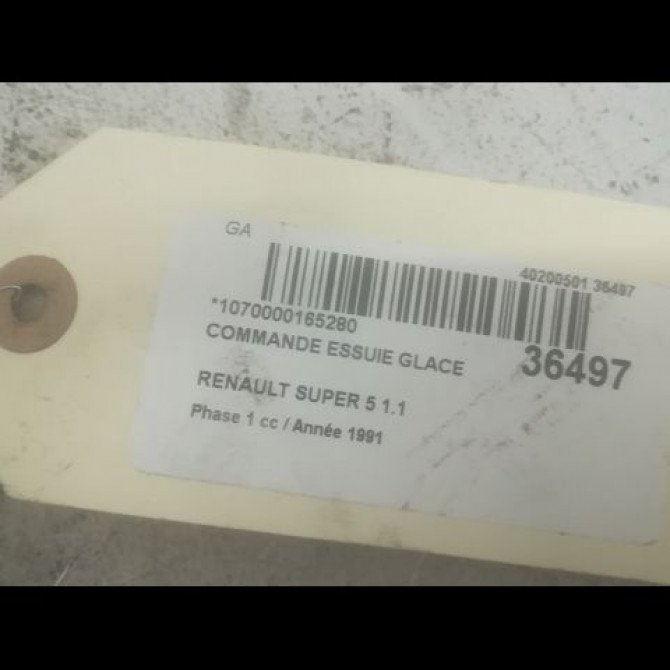 GA
40200501 36497
*1070000165280
COMMANDE ESSUIE GLACE
36497
RENAULT SUPER 5 1.1
Phase 1 cc / Année 1991